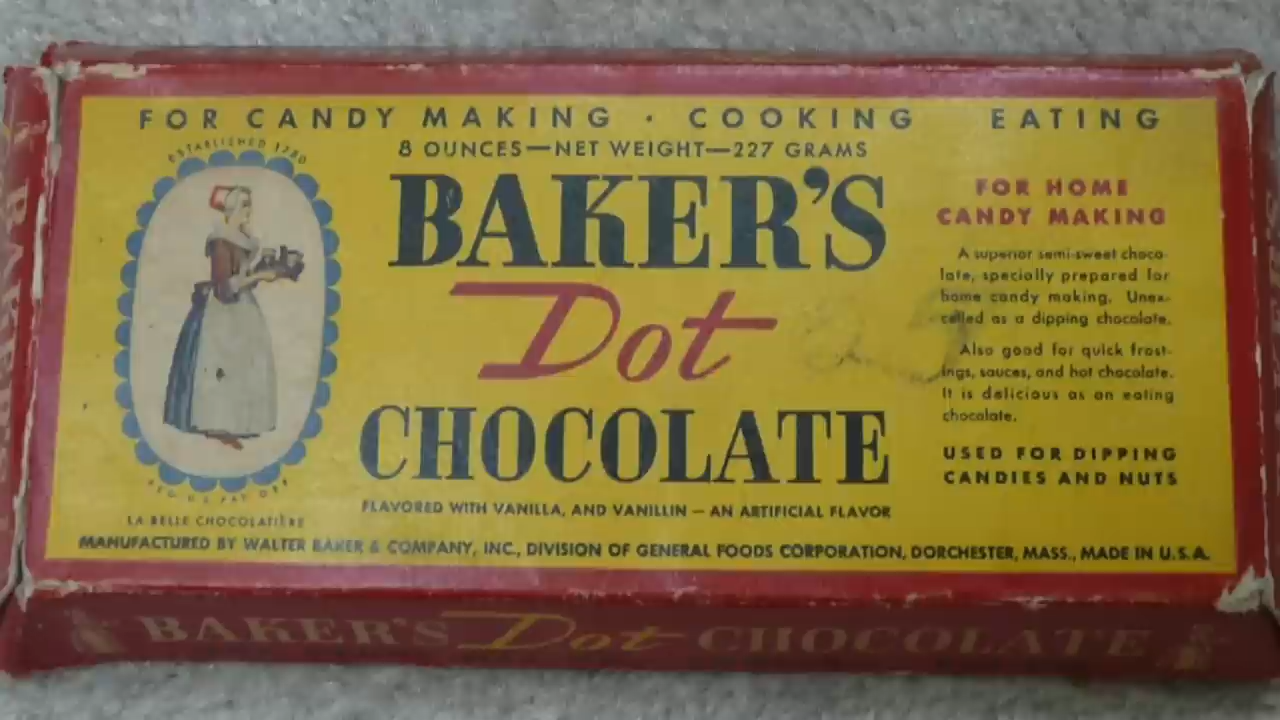 FOR CANDY MAKING · COOKING EATING
8 OUNCES—NET WEIGHT—227 GRAMS
ESTABLISHED 1780
BAKER'S
Dot
CHOCOLATE
FLAVORED WITH VANILLA, AND VANILLIN — AN ARTIFICIAL FLAVOR
REG. U.S. PAT. OFF.
LA BELLE CHOCOLATIÈRE
FOR HOME
CANDY MAKING
A superior semi-sweet choco-
late, specially prepared for
home candy making. Unex-
celled as a dipping chocolate.
Also good for quick frost-
ings, sauces, and hot chocolate.
It is delicious as an eating
chocolate.
USED FOR DIPPING
CANDIES AND NUTS
MANUFACTURED BY WALTER BAKER & COMPANY, INC., DIVISION OF GENERAL FOODS CORPORATION, DORCHESTER, MASS., MADE IN U.S.A.
BAKER'S Dot CHOCOLATE